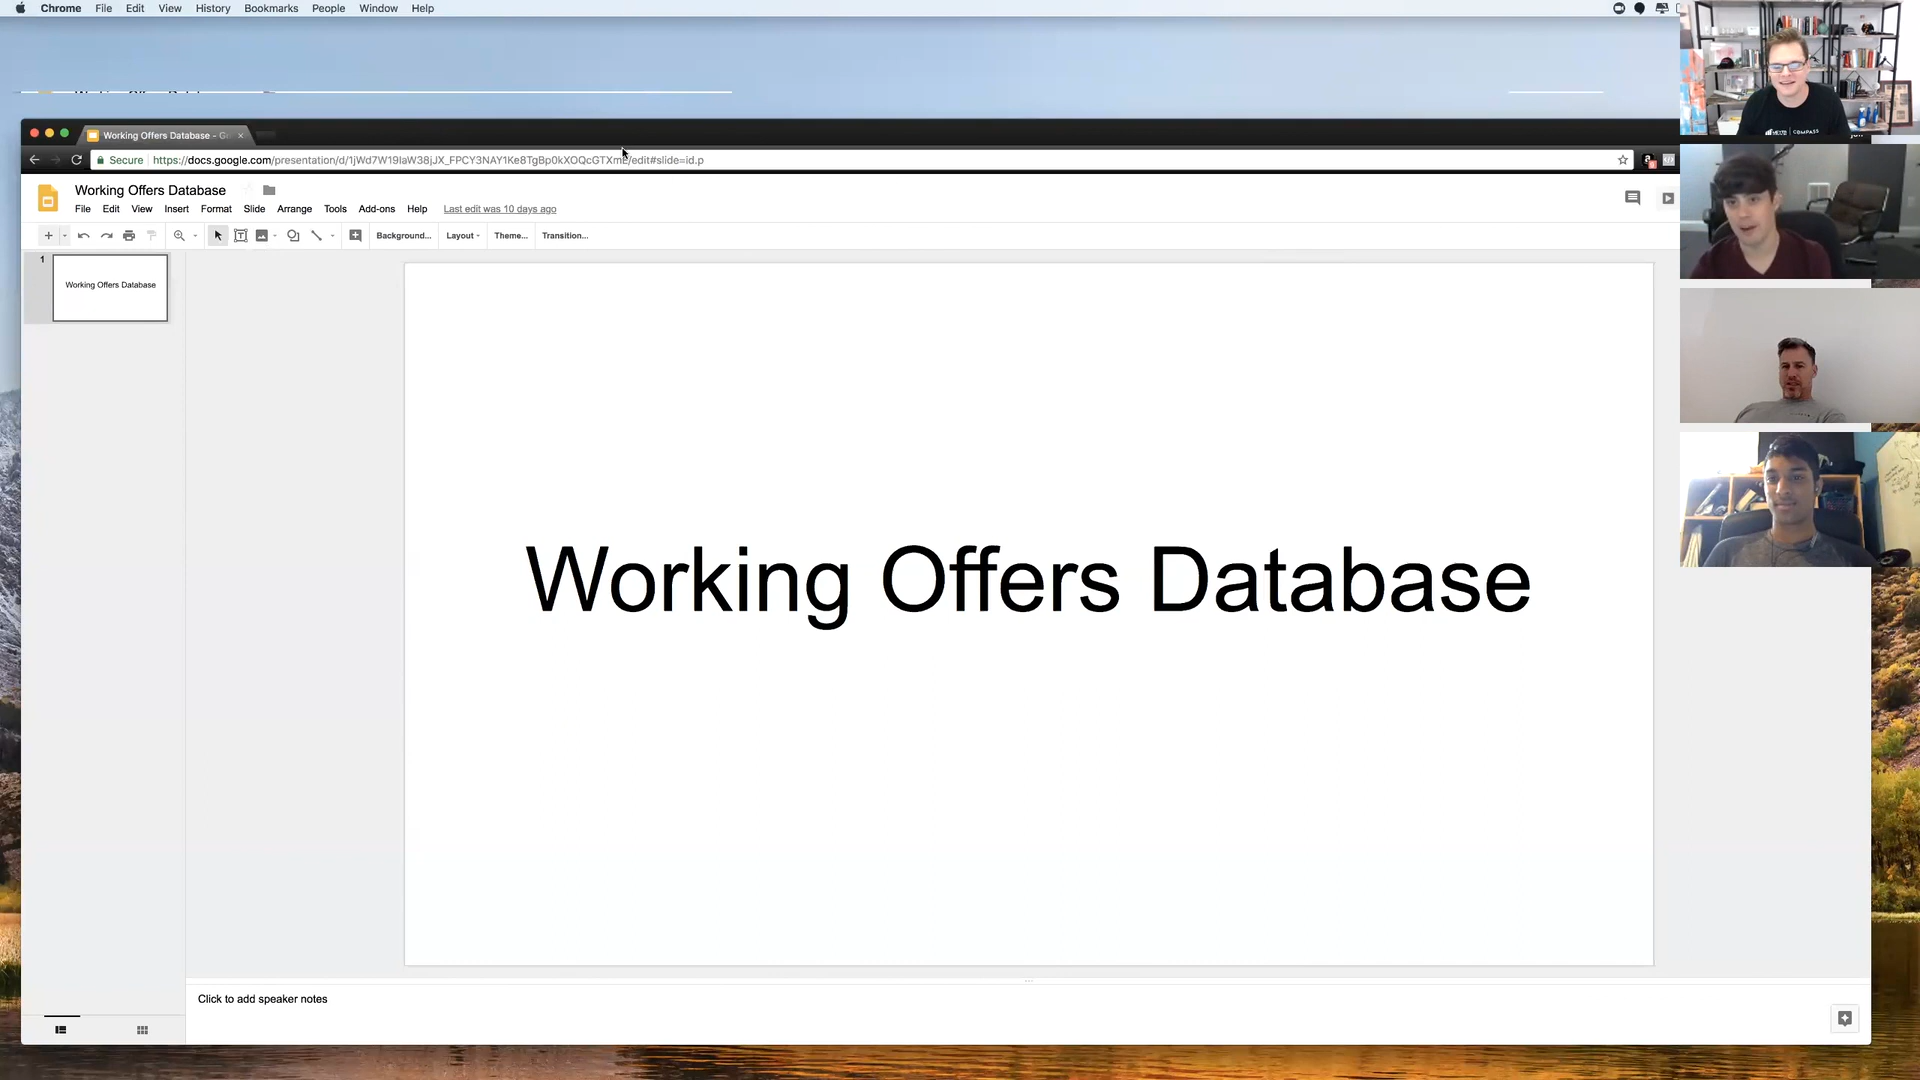 Chrome File Edit View History Bookmarks People Window Help
Working Offers Database - G
Secure https://docs.google.com/presentation/d/1jWd7W19IaW38jJX_FPCY3NAY1Ke8TgBp0kXOQcGTXmE/edit#slide=id.p
Working Offers Database
File Edit View Insert Format Slide Arrange Tools Add-ons Help Last edit was 10 days ago
Background... Layout Theme... Transition...
1
Working Offers Database
Working Offers Database
Click to add speaker notes
COMPASS